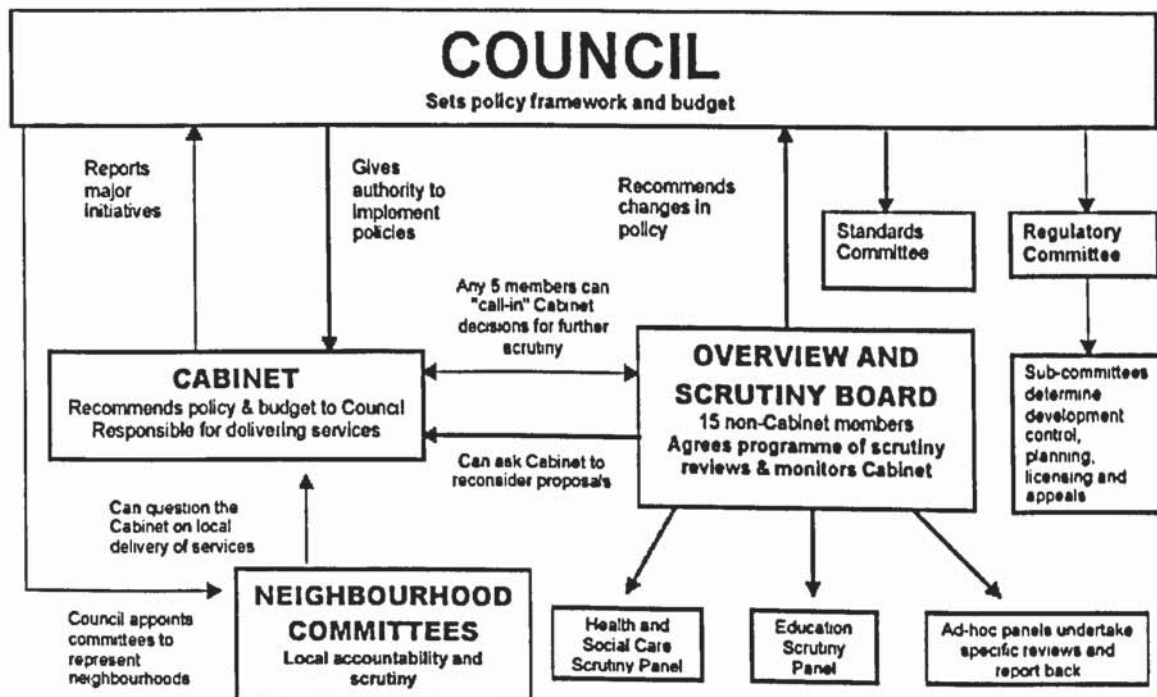 COUNCIL
Sets policy framework and budget
Reports
major
initiatives
Gives
authority to
implement
policies
Recommends
changes in
policy
Standards
Committee
Regulatory
Committee
Any 5 members can
"call-in" Cabinet
decisions for further
scrutiny
CABINET
Recommends policy & budget to Council
Responsible for delivering services
OVERVIEW AND
SCRUTINY BOARD
15 non-Cabinet members
Agrees programme of scrutiny
reviews & monitors Cabinet
Sub-committees
determine
development
control,
planning,
licensing and
appeals
Can ask Cabinet to
reconsider proposals
Can question the
Cabinet on local
delivery of services
Council appoints
committees to
represent
neighbourhoods
NEIGHBOURHOOD
COMMITTEES
Local accountability and
scrutiny
Health and
Social Care
Scrutiny Panel
Education
Scrutiny
Panel
Ad-hoc panels undertake
specific reviews and
report back